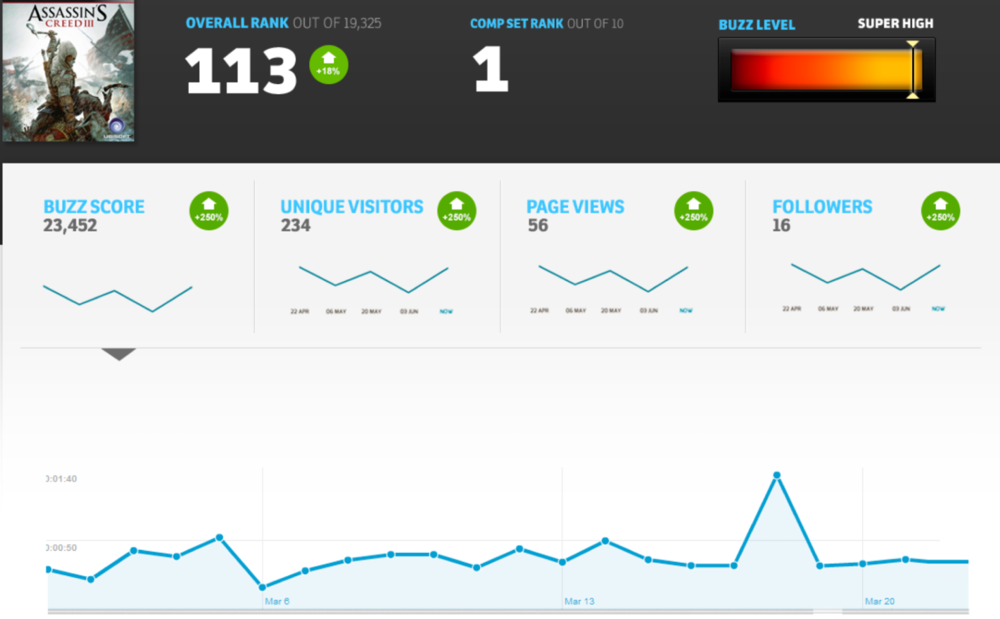 ASSASSIN'S
CREED III
UBISOFT
OVERALL RANK OUT OF 19,325
113
+18%
COMP SET RANK OUT OF 10
1
BUZZ LEVEL
SUPER HIGH
BUZZ SCORE
23,452
+250%
UNIQUE VISITORS
234
+250%
22 APR 06 MAY 20 MAY 03 JUN NOW
PAGE VIEWS
56
+250%
22 APR 06 MAY 20 MAY 03 JUN NOW
FOLLOWERS
16
+250%
22 APR 06 MAY 20 MAY 03 JUN NOW
0:01:40
0:00:50
Mar 6
Mar 13
Mar 20